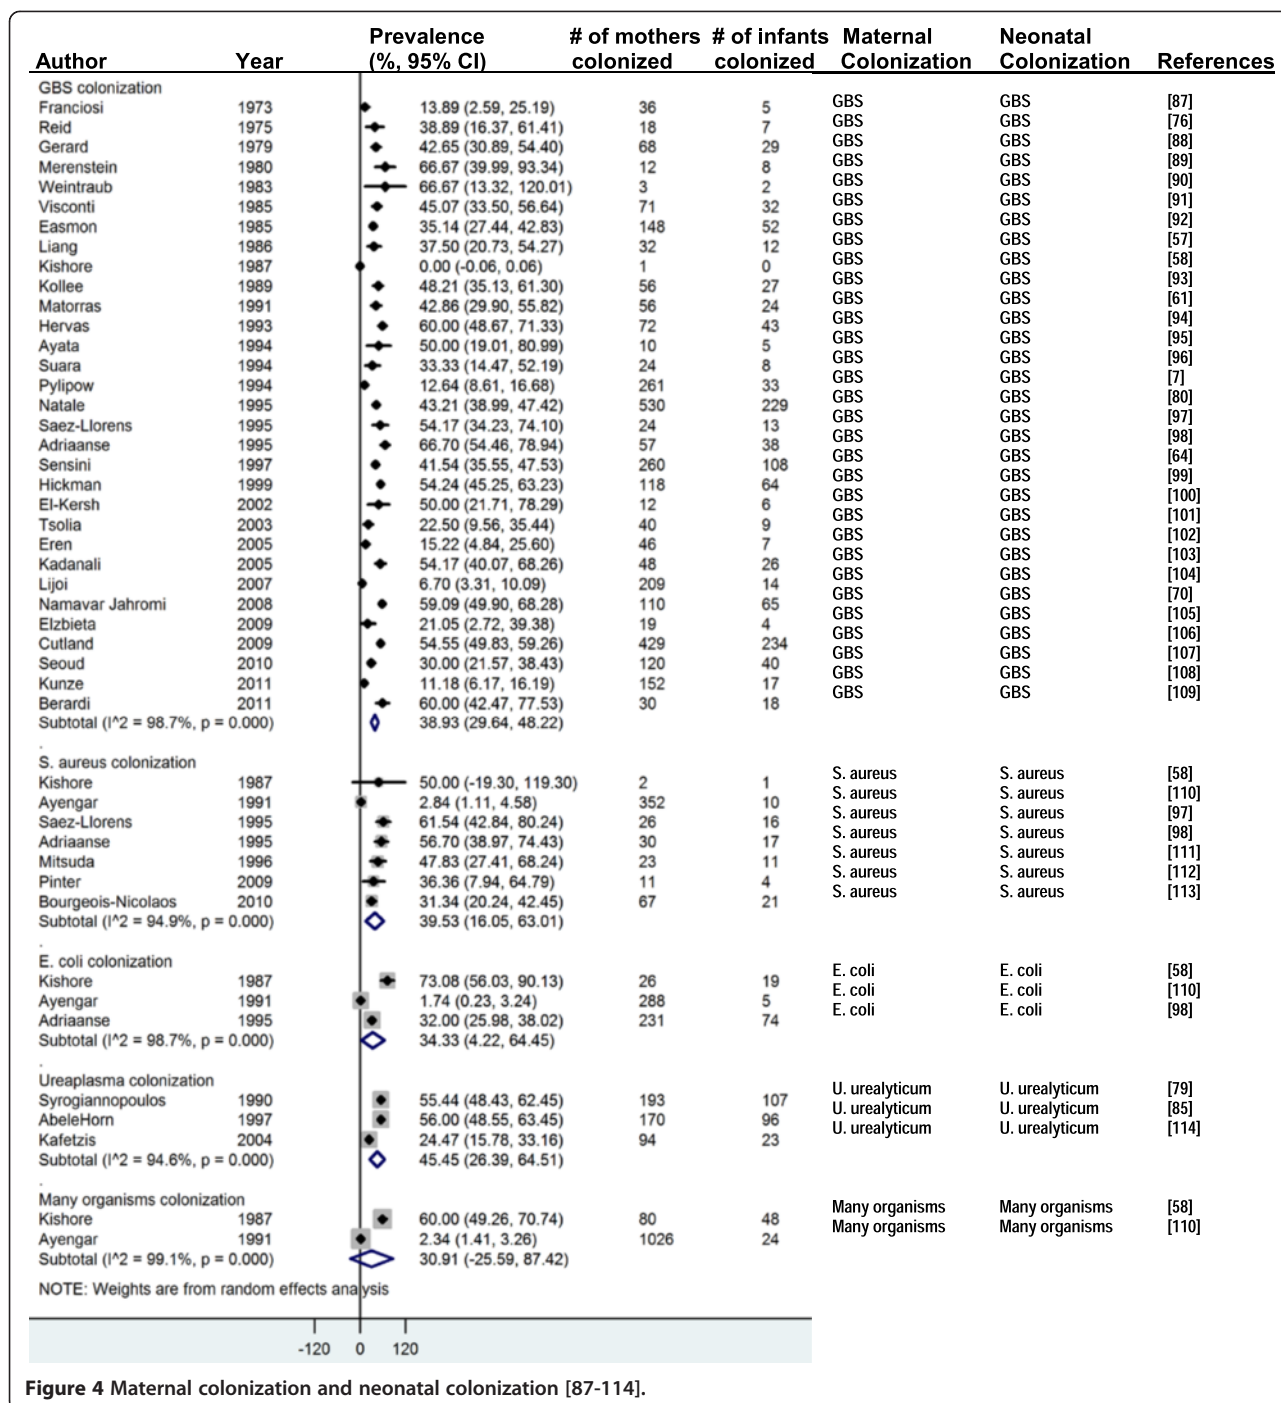 Author Year Prevalence (%, 95% CI) # of mothers colonized # of infants colonized Maternal Colonization Neonatal Colonization References
GBS colonization
Franciosi 1973 13.89 (2.59, 25.19) 36 5 GBS GBS [87]
Reid 1975 38.89 (16.37, 61.41) 18 7 GBS GBS [76]
Gerard 1979 42.65 (30.89, 54.40) 68 29 GBS GBS [88]
Merenstein 1980 66.67 (39.99, 93.34) 12 8 GBS GBS [89]
Weintraub 1983 66.67 (13.32, 120.01) 3 2 GBS GBS [90]
Visconti 1985 45.07 (33.50, 56.64) 71 32 GBS GBS [91]
Easmon 1985 35.14 (27.44, 42.83) 148 52 GBS GBS [92]
Liang 1986 37.50 (20.73, 54.27) 32 12 GBS GBS [57]
Kishore 1987 0.00 (-0.06, 0.06) 1 0 GBS GBS [58]
Kollee 1989 48.21 (35.13, 61.30) 56 27 GBS GBS [93]
Matorras 1991 42.86 (29.90, 55.82) 56 24 GBS GBS [61]
Hervas 1993 60.00 (48.67, 71.33) 72 43 GBS GBS [94]
Ayata 1994 50.00 (19.01, 80.99) 10 5 GBS GBS [95]
Suara 1994 33.33 (14.47, 52.19) 24 8 GBS GBS [96]
Pylipow 1994 12.64 (8.61, 16.68) 261 33 GBS GBS [7]
Natale 1995 43.21 (38.99, 47.42) 530 229 GBS GBS [80]
Saez-Llorens 1995 54.17 (34.23, 74.10) 24 13 GBS GBS [97]
Adriaanse 1995 66.70 (54.46, 78.94) 57 38 GBS GBS [98]
Sensini 1997 41.54 (35.55, 47.53) 260 108 GBS GBS [64]
Hickman 1999 54.24 (45.25, 63.23) 118 64 GBS GBS [99]
El-Kersh 2002 50.00 (21.71, 78.29) 12 6 GBS GBS [100]
Tsolia 2003 22.50 (9.56, 35.44) 40 9 GBS GBS [101]
Eren 2005 15.22 (4.84, 25.60) 46 7 GBS GBS [102]
Kadanali 2005 54.17 (40.07, 68.26) 48 26 GBS GBS [103]
Lijoi 2007 6.70 (3.31, 10.09) 209 14 GBS GBS [104]
Namavar Jahromi 2008 59.09 (49.90, 68.28) 110 65 GBS GBS [70]
Elzbieta 2009 21.05 (2.72, 39.38) 19 4 GBS GBS [105]
Cutland 2009 54.55 (49.83, 59.26) 429 234 GBS GBS [106]
Seoud 2010 30.00 (21.57, 38.43) 120 40 GBS GBS [107]
Kunze 2011 11.18 (6.17, 16.19) 152 17 GBS GBS [108]
Berardi 2011 60.00 (42.47, 77.53) 30 18 GBS GBS [109]
Subtotal (I^2 = 98.7%, p = 0.000) 38.93 (29.64, 48.22)
.
S. aureus colonization
Kishore 1987 50.00 (-19.30, 119.30) 2 1 S. aureus S. aureus [58]
Ayengar 1991 2.84 (1.11, 4.58) 352 10 S. aureus S. aureus [110]
Saez-Llorens 1995 61.54 (42.84, 80.24) 26 16 S. aureus S. aureus [97]
Adriaanse 1995 56.70 (38.97, 74.43) 30 17 S. aureus S. aureus [98]
Mitsuda 1996 47.83 (27.41, 68.24) 23 11 S. aureus S. aureus [111]
Pinter 2009 36.36 (7.94, 64.79) 11 4 S. aureus S. aureus [112]
Bourgeois-Nicolaos 2010 31.34 (20.24, 42.45) 67 21 S. aureus S. aureus [113]
Subtotal (I^2 = 94.9%, p = 0.000) 39.53 (16.05, 63.01)
.
E. coli colonization
Kishore 1987 73.08 (56.03, 90.13) 26 19 E. coli E. coli [58]
Ayengar 1991 1.74 (0.23, 3.24) 288 5 E. coli E. coli [110]
Adriaanse 1995 32.00 (25.98, 38.02) 231 74 E. coli E. coli [98]
Subtotal (I^2 = 98.7%, p = 0.000) 34.33 (4.22, 64.45)
.
Ureaplasma colonization
Syrogiannopoulos 1990 55.44 (48.43, 62.45) 193 107 U. urealyticum U. urealyticum [79]
AbeleHorn 1997 56.00 (48.55, 63.45) 170 96 U. urealyticum U. urealyticum [85]
Kafetzis 2004 24.47 (15.78, 33.16) 94 23 U. urealyticum U. urealyticum [114]
Subtotal (I^2 = 94.6%, p = 0.000) 45.45 (26.39, 64.51)
.
Many organisms colonization
Kishore 1987 60.00 (49.26, 70.74) 80 48 Many organisms Many organisms [58]
Ayengar 1991 2.34 (1.41, 3.26) 1026 24 Many organisms Many organisms [110]
Subtotal (I^2 = 99.1%, p = 0.000) 30.91 (-25.59, 87.42)
NOTE: Weights are from random effects analysis
-120 0 120
Figure 4 Maternal colonization and neonatal colonization [87-114].